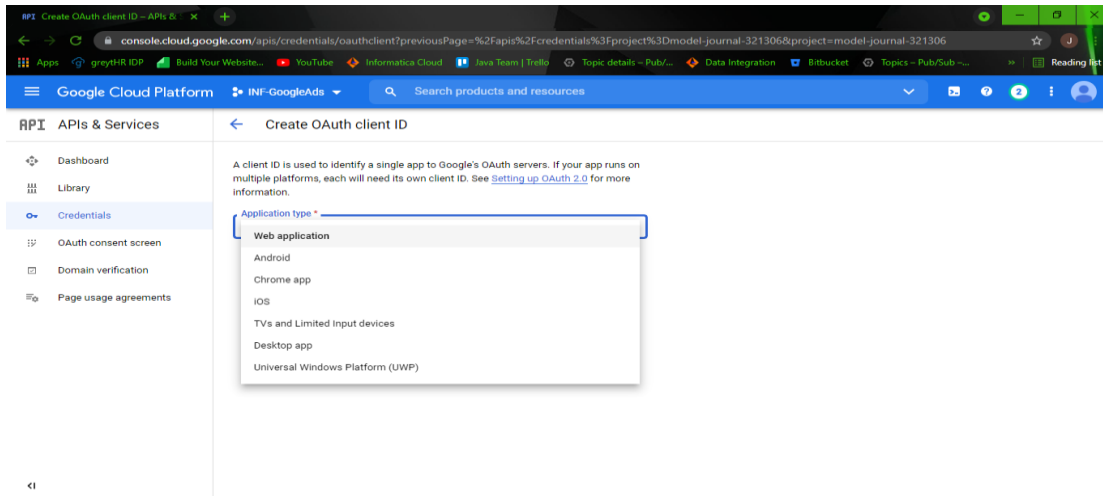 API Create OAuth client ID – APIs & S
console.cloud.google.com/apis/credentials/oauthclient?previousPage=%2Fapis%2Fcredentials%3Fproject%3Dmodel-journal-321306&project=model-journal-321306
J
Apps greytHR IDP Build Your Website... YouTube Informatica Cloud Java Team | Trello Topic details – Pub/... Data Integration Bitbucket Topics – Pub/Sub –... » Reading list
Google Cloud Platform INF-GoogleAds Search products and resources 2
API APIs & Services
Create OAuth client ID
Dashboard
Library
Credentials
OAuth consent screen
Domain verification
Page usage agreements
A client ID is used to identify a single app to Google's OAuth servers. If your app runs on
multiple platforms, each will need its own client ID. See Setting up OAuth 2.0 for more
information.
Application type *
Web application
Android
Chrome app
iOS
TVs and Limited Input devices
Desktop app
Universal Windows Platform (UWP)